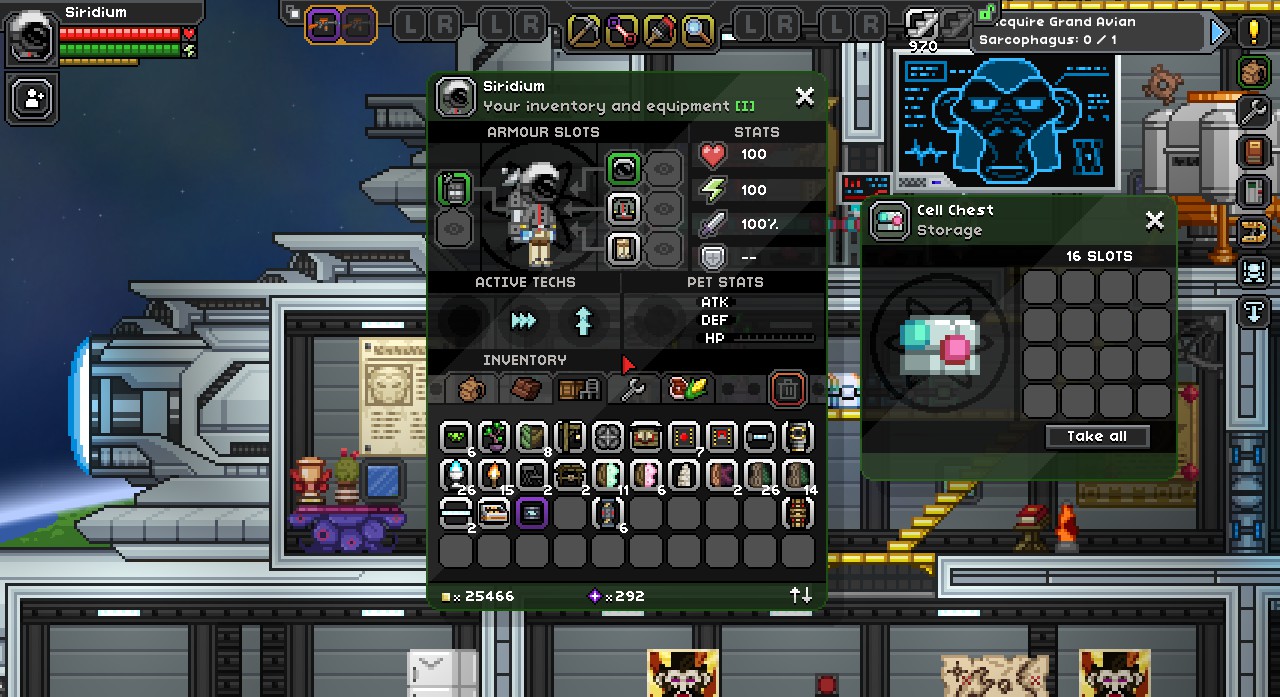 Siridium
L R
L R
L R
L R
970
cquire Grand Avian
Sarcophagus: 0 / 1
Siridium
Your inventory and equipment [I]
ARMOUR SLOTS
STATS
100
100
100%
--
ACTIVE TECHS
PET STATS
ATK
DEF
HP
INVENTORY
6
8
7
26
15
2
2
11
6
2
26
14
2
6
x 25466
x292
Cell Chest
Storage
16 SLOTS
Take all